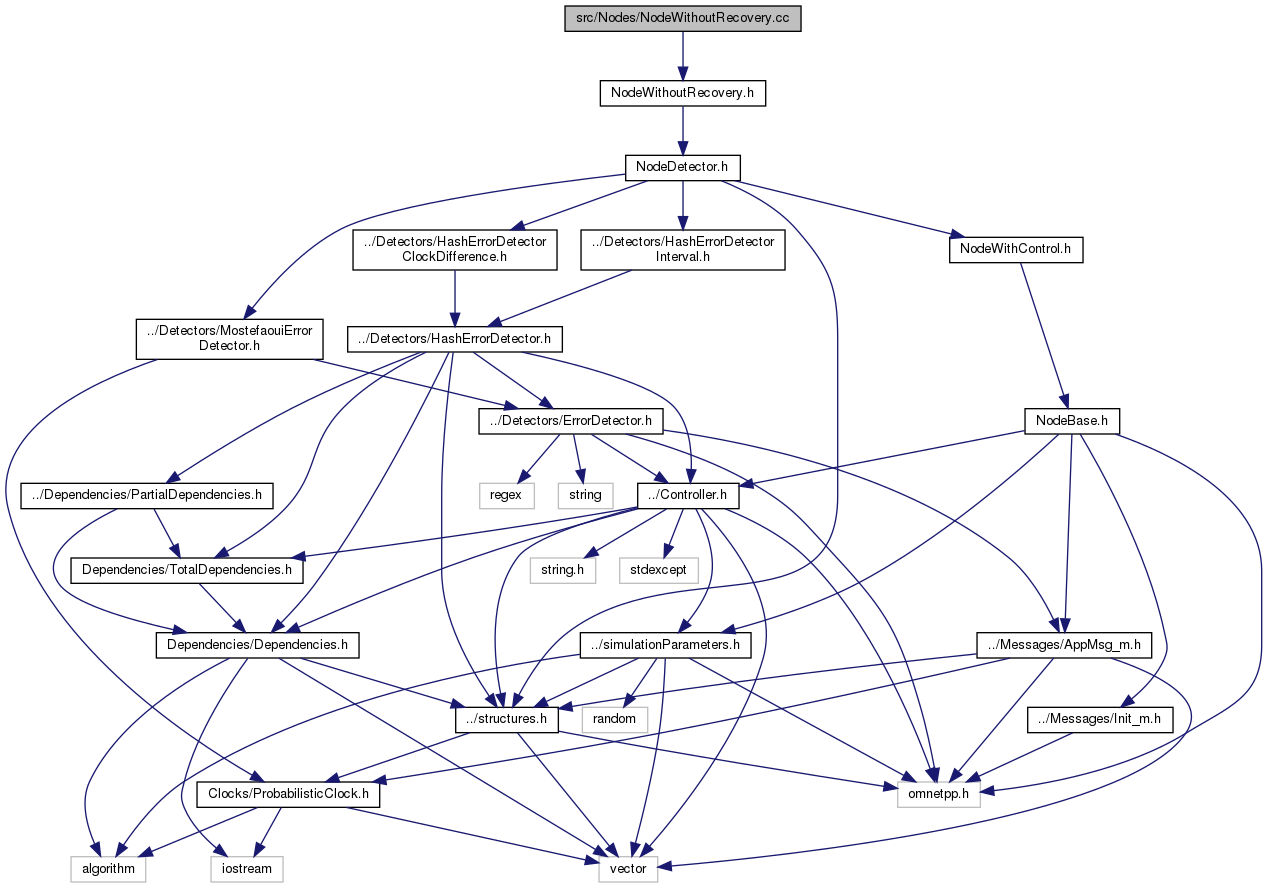 src/Nodes/NodeWithoutRecovery.cc
NodeWithoutRecovery.h
NodeDetector.h
../Detectors/HashErrorDetector
ClockDifference.h
../Detectors/HashErrorDetector
Interval.h
NodeWithControl.h
../Detectors/MostefaouiError
Detector.h
../Detectors/HashErrorDetector.h
../Detectors/ErrorDetector.h
NodeBase.h
../Dependencies/PartialDependencies.h
regex
string
../Controller.h
Dependencies/TotalDependencies.h
string.h
stdexcept
Dependencies/Dependencies.h
../simulationParameters.h
../Messages/AppMsg_m.h
../structures.h
random
../Messages/Init_m.h
Clocks/ProbabilisticClock.h
omnetpp.h
algorithm
iostream
vector